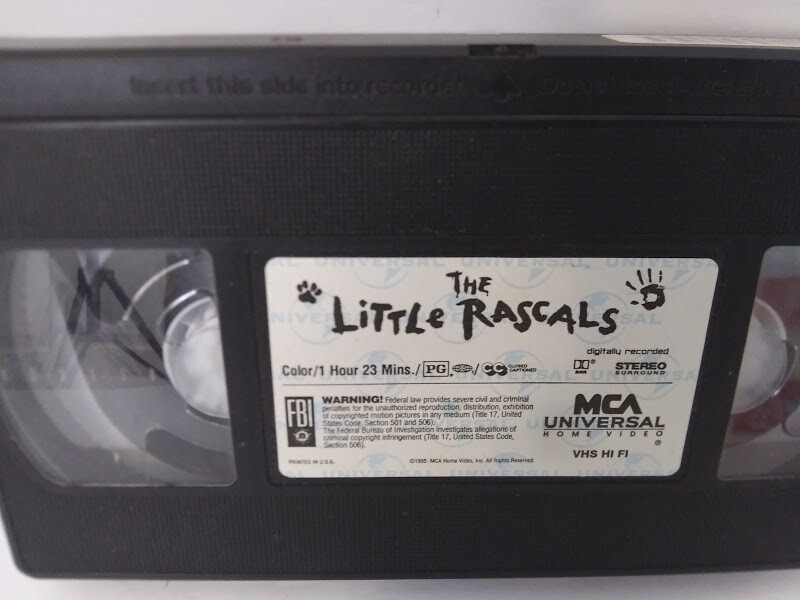 Insert this side into recorder
UNIVERSAL UNIVERSAL
THE
LiTTLe RASCALS
digitally recorded
Color/1 Hour 23 Mins./ PG / CC CLOSED CAPTIONED
STEREO
SURROUND
FBI
WARNING! Federal law provides severe civil and criminal
penalties for the unauthorized reproduction, distribution, exhibition
of copyrighted motion pictures in any medium (Title 17, United
States Code, Section 501 and 506).
The Federal Bureau of Investigation investigates allegations of
criminal copyright infringement (Title 17, United States Code,
Section 506).
MCA
UNIVERSAL
HOME VIDEO
®
VHS HI FI
PRINTED IN U.S.A.
©1995, MCA Home Video, Inc. All Rights Reserved.